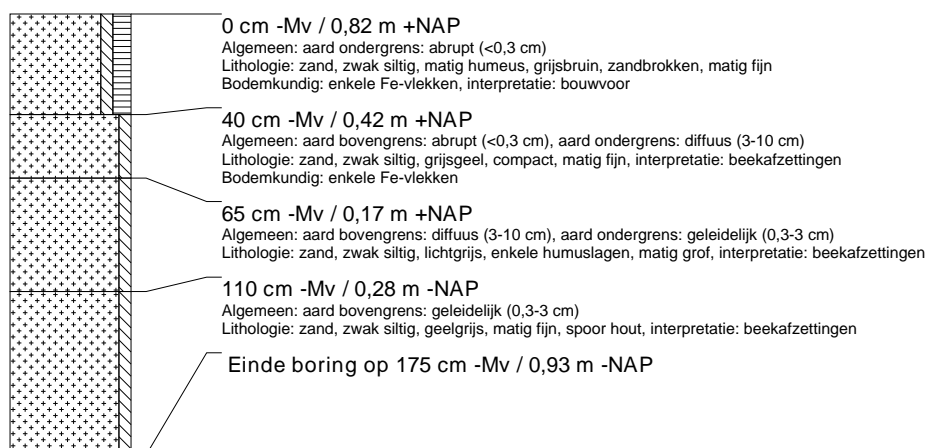 0 cm -Mv / 0,82 m +NAP
Algemeen: aard ondergrens: abrupt (<0,3 cm)
Lithologie: zand, zwak siltig, matig humeus, grijsbruin, zandbrokken, matig fijn
Bodemkundig: enkele Fe-vlekken, interpretatie: bouwvoor
40 cm -Mv / 0,42 m +NAP
Algemeen: aard bovengrens: abrupt (<0,3 cm), aard ondergrens: diffuus (3-10 cm)
Lithologie: zand, zwak siltig, grijsgeel, compact, matig fijn, interpretatie: beekafzettingen
Bodemkundig: enkele Fe-vlekken
65 cm -Mv / 0,17 m +NAP
Algemeen: aard bovengrens: diffuus (3-10 cm), aard ondergrens: geleidelijk (0,3-3 cm)
Lithologie: zand, zwak siltig, lichtgrijs, enkele humuslagen, matig grof, interpretatie: beekafzettingen
110 cm -Mv / 0,28 m -NAP
Algemeen: aard bovengrens: geleidelijk (0,3-3 cm)
Lithologie: zand, zwak siltig, geelgrijs, matig fijn, spoor hout, interpretatie: beekafzettingen
Einde boring op 175 cm -Mv / 0,93 m -NAP